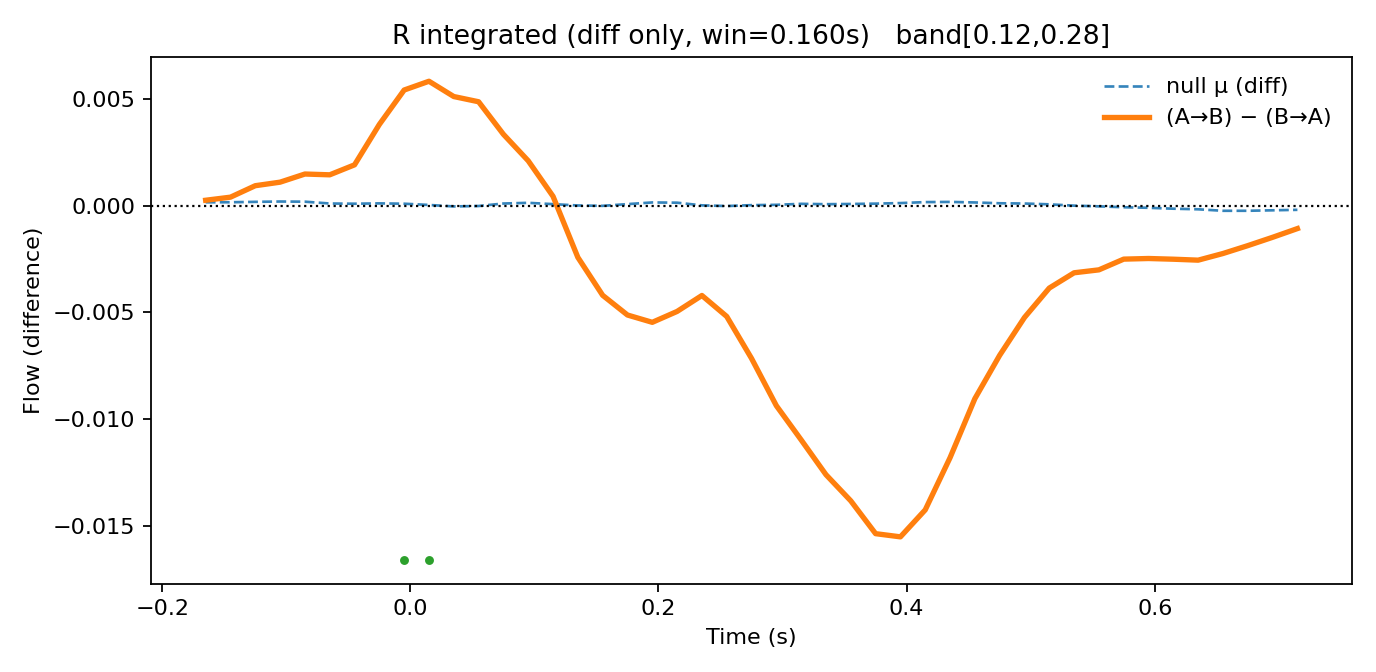 R integrated (diff only, win=0.160s)   band[0.12,0.28]
null μ (diff)
(A→B) − (B→A)
0.005
0.000
−0.005
−0.010
−0.015
Flow (difference)
−0.2
0.0
0.2
0.4
0.6
Time (s)